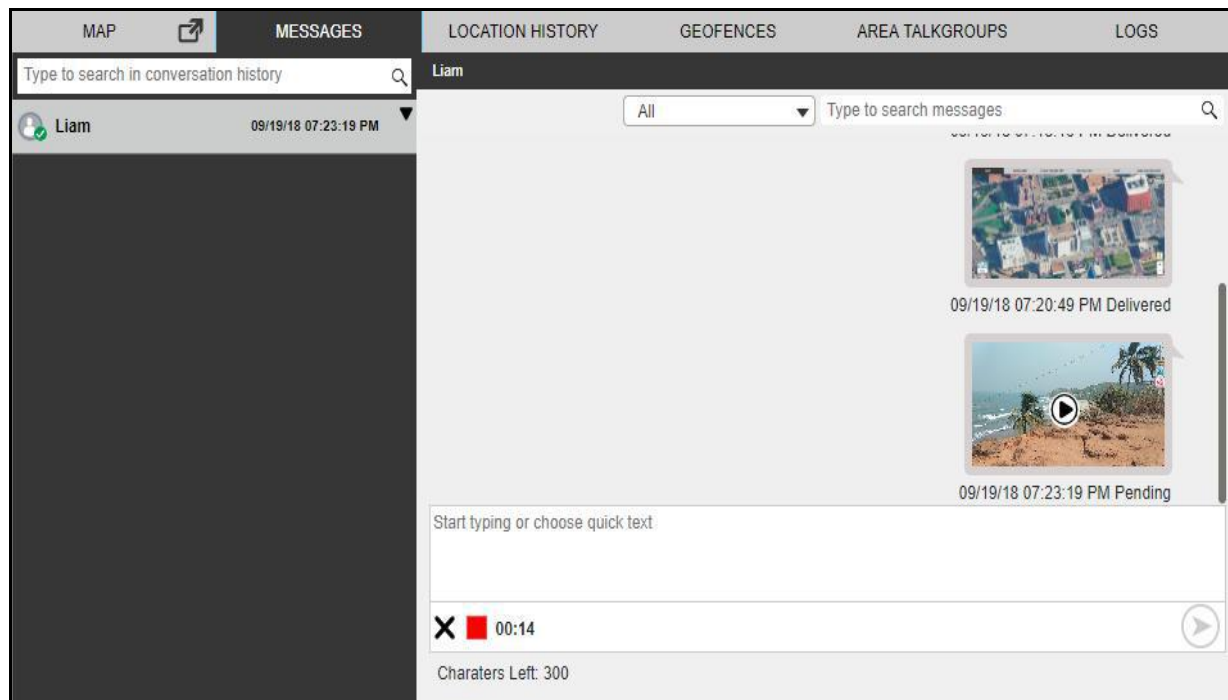 MAP MESSAGES LOCATION HISTORY GEOFENCES AREA TALKGROUPS LOGS
Type to search in conversation history
Liam 09/19/18 07:23:19 PM
Liam
All Type to search messages
09/19/18 07:20:49 PM Delivered
09/19/18 07:23:19 PM Pending
Start typing or choose quick text
00:14
Charaters Left: 300